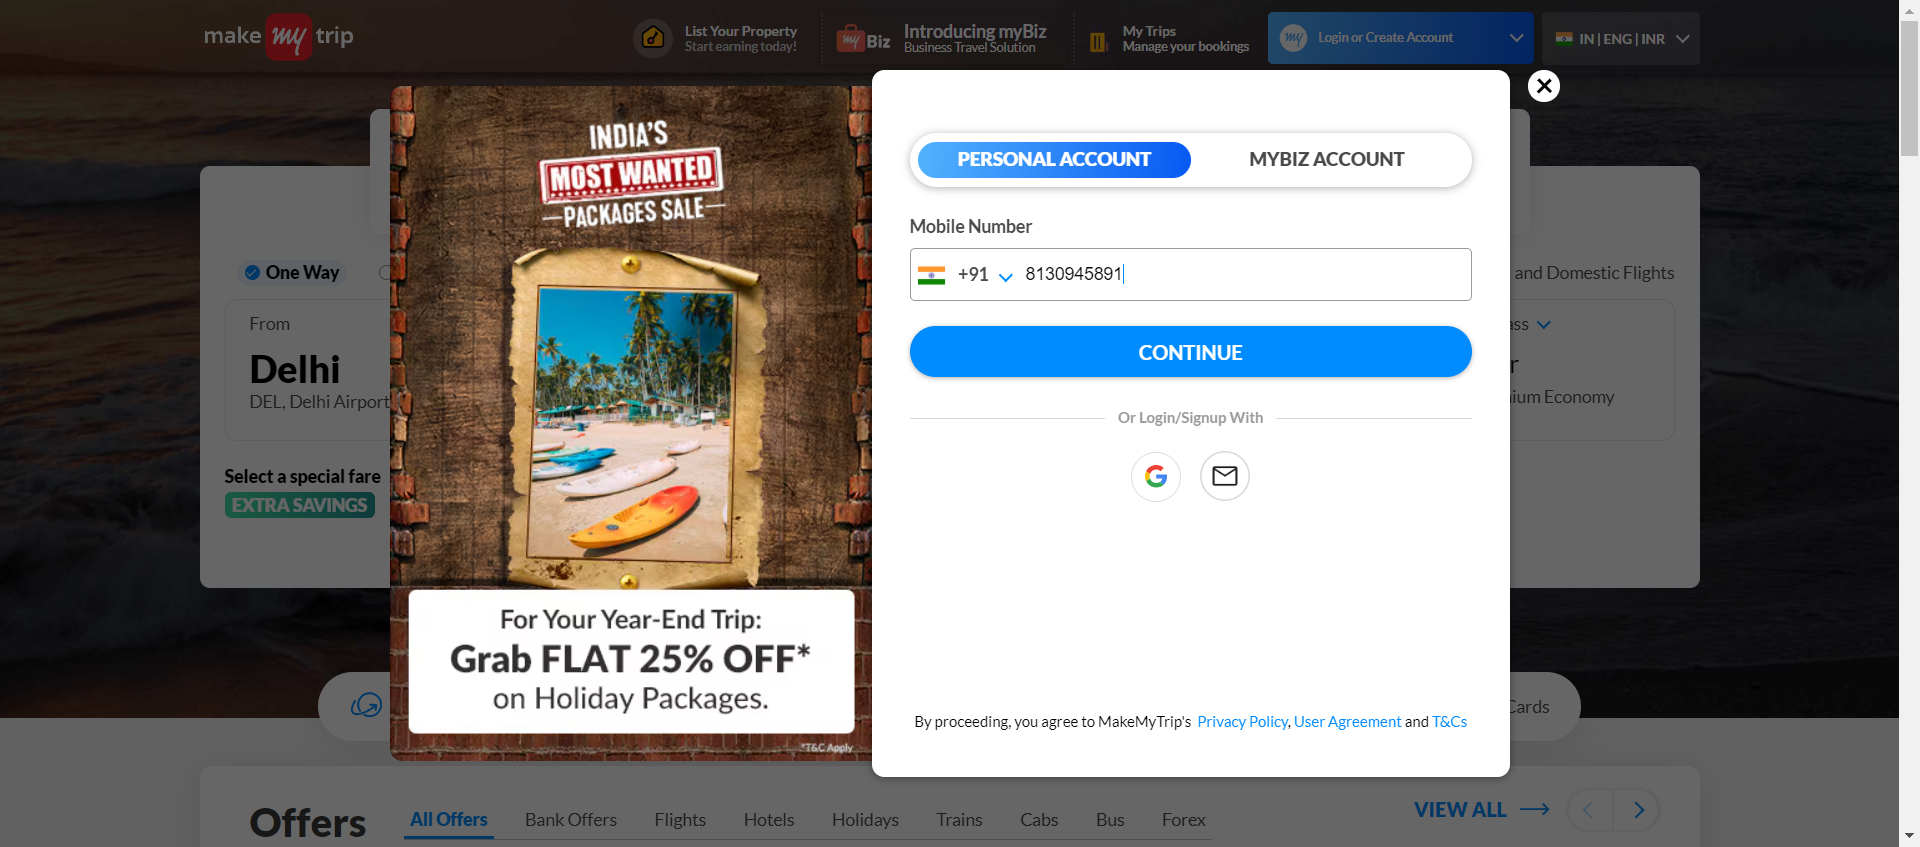 make my trip
List Your Property
Start earning today!
my Biz
Introducing myBiz
Business Travel Solution
My Trips
Manage your bookings
my
Login or Create Account
IN | ENG | INR
INDIA'S
MOST WANTED
PACKAGES SALE
For Your Year-End Trip:
Grab FLAT 25% OFF*
on Holiday Packages.
*T&C Apply
PERSONAL ACCOUNT
MYBIZ ACCOUNT
Mobile Number
+91
8130945891
CONTINUE
Or Login/Signup With
By proceeding, you agree to MakeMyTrip's Privacy Policy, User Agreement and T&Cs
One Way
and Domestic Flights
From
Delhi
DEL, Delhi Airport
Economy
Select a special fare
EXTRA SAVINGS
Cards
Offers
All Offers
Bank Offers
Flights
Hotels
Holidays
Trains
Cabs
Bus
Forex
VIEW ALL